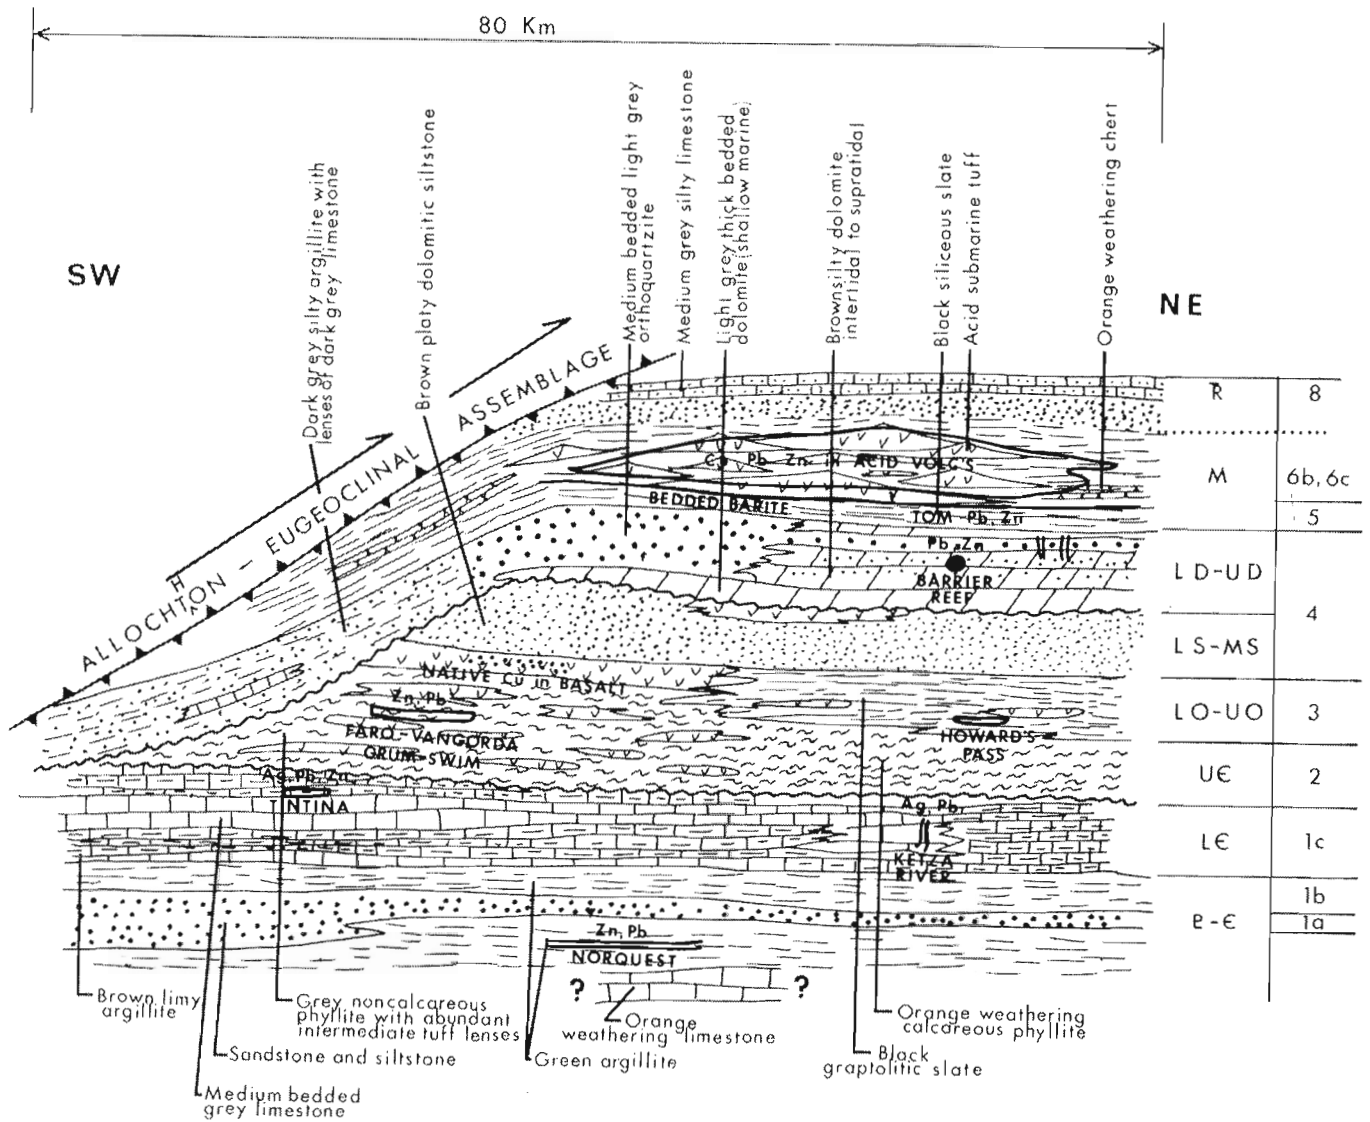 80 Km
SW
NE
Dark grey silty argillite with
lenses of dark grey limestone
Brown platy dolomitic siltstone
Medium bedded light grey
orthoquartzite
Medium grey silty limestone
Light grey thick bedded
dolomite(shallow marine)
Brownsilty dolomite
intertidal to supratidal
Black siliceous slate
Acid submarine tuff
Orange weathering chert
ALLOCHTON – EUGEOCLINAL ASSEMBLAGE
H
Cu Pb Zn in ACID VOLC'S
BEDDED BARITE
TOM Pb, Zn
Pb, Zn
BARRIER
REEF
NATIVE Cu in BASALT
Zn, Pb
FARO-VANGORDA
GRUM-SWIM
HOWARD'S
PASS
Ag, Pb, Zn
TINTINA
Ag, Pb
KETZA
RIVER
Zn, Pb
NORQUEST
?
?
Ꞧ 8
M 6b, 6c
5
LD-UD
4
LS-MS
LO-UO 3
UЄ 2
LЄ 1c
1b
P-Є 1a
Brown limy
argillite
Grey noncalcareous
phyllite with abundant
intermediate tuff lenses
Sandstone and siltstone
Medium bedded
grey limestone
Orange
weathering limestone
Green argillite
Orange weathering
calcareous phyllite
Black
graptolitic slate